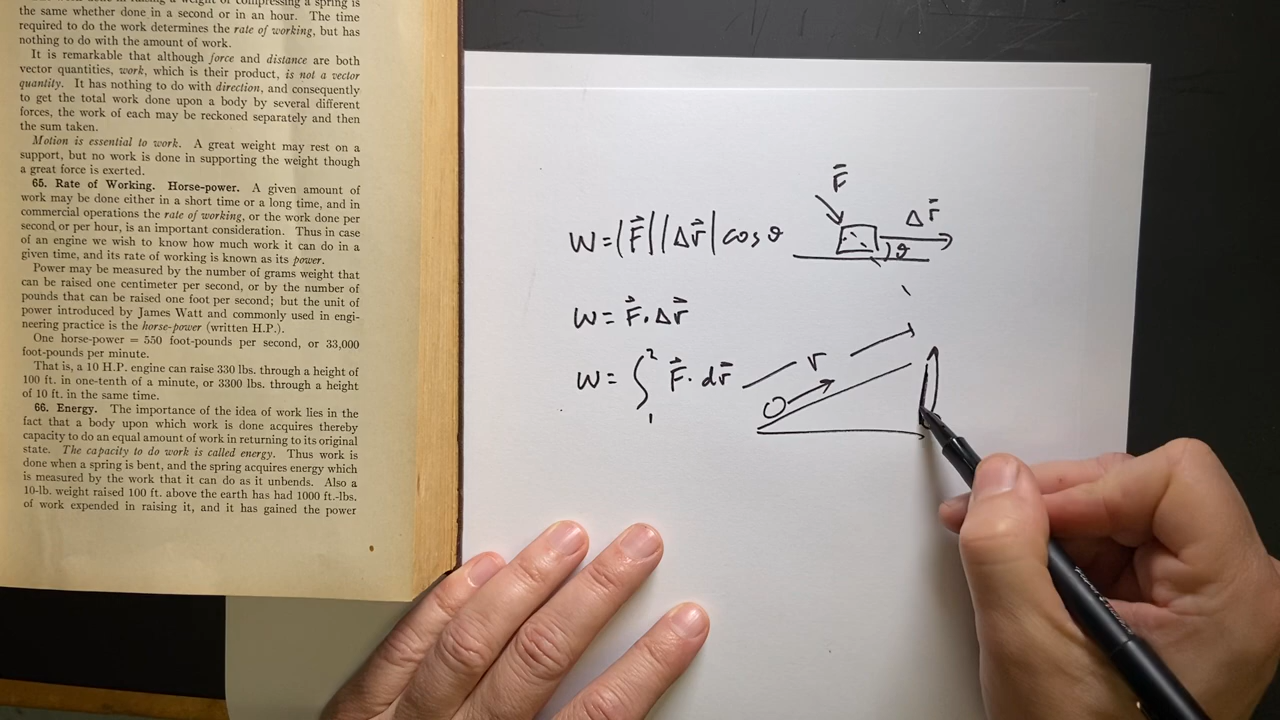 the same whether done in a second or in an hour. The time
required to do the work determines the rate of working, but has
nothing to do with the amount of work.
It is remarkable that although force and distance are both
vector quantities, work, which is their product, is not a vector
quantity. It has nothing to do with direction, and consequently
to get the total work done upon a body by several different
forces, the work of each may be reckoned separately and then
the sum taken.
Motion is essential to work. A great weight may rest on a
support, but no work is done in supporting the weight though
a great force is exerted.
65. Rate of Working. Horse-power. A given amount of
work may be done either in a short time or a long time, and in
commercial operations the rate of working, or the work done per
second or per hour, is an important consideration. Thus in case
of an engine we wish to know how much work it can do in a
given time, and its rate of working is known as its power.
Power may be measured by the number of grams weight that
can be raised one centimeter per second, or by the number of
pounds that can be raised one foot per second; but the unit of
power introduced by James Watt and commonly used in engi-
neering practice is the horse-power (written H.P.).
One horse-power = 550 foot-pounds per second, or 33,000
foot-pounds per minute.
That is, a 10 H.P. engine can raise 330 lbs. through a height of
100 ft. in one-tenth of a minute, or 3300 lbs. through a height
of 10 ft. in the same time.
66. Energy. The importance of the idea of work lies in the
fact that a body upon which work is done acquires thereby
capacity to do an equal amount of work in returning to its original
state. The capacity to do work is called energy. Thus work is
done when a spring is bent, and the spring acquires energy which
is measured by the work that it can do as it unbends. Also a
10-lb. weight raised 100 ft. above the earth has had 1000 ft.-lbs.
of work expended in raising it, and it has gained the power
F̄
Δr̄
W=|F⃗||Δr⃗|cosθ
θ
W=F⃗·Δr⃗
W=∫₁² F⃗·dr̄
r